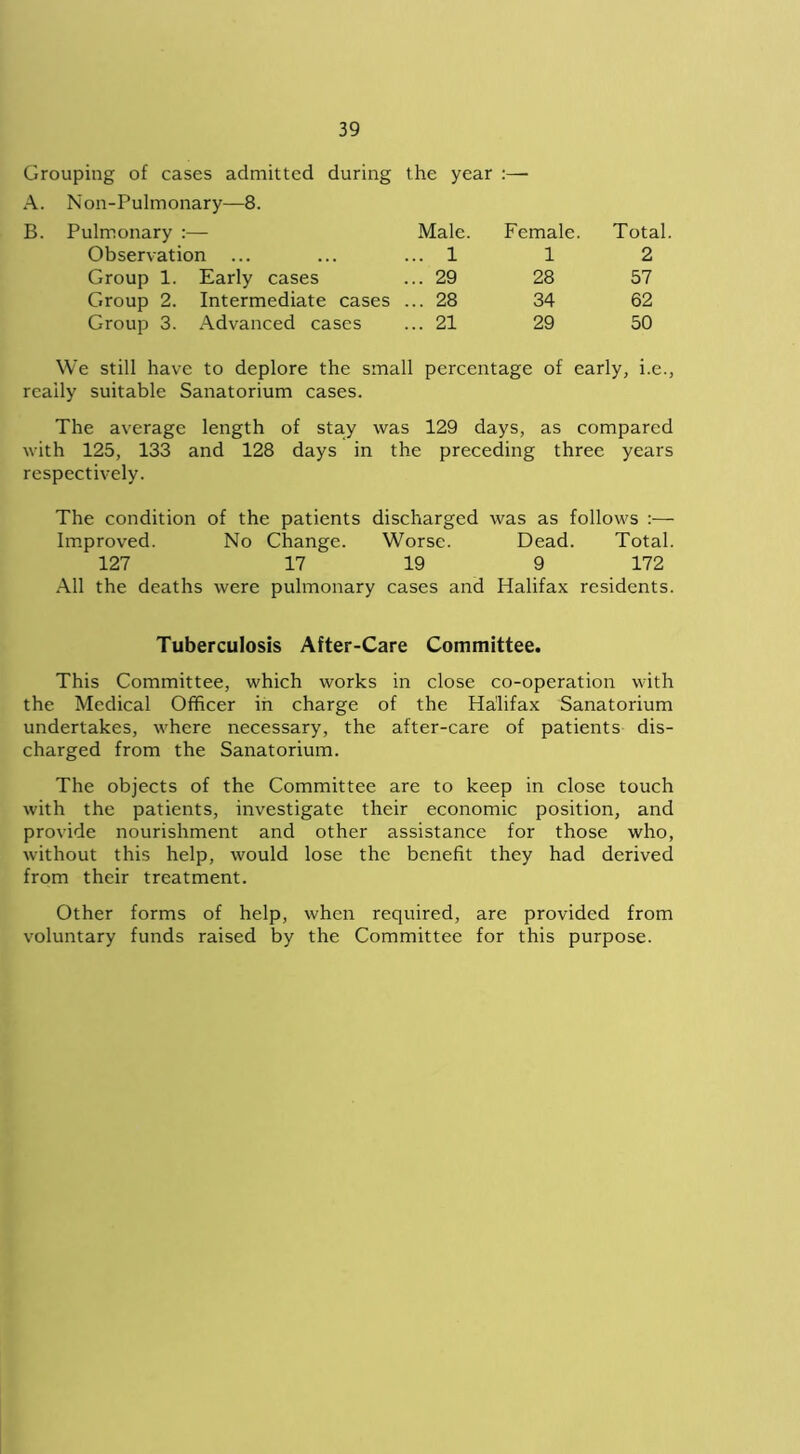 39
Grouping of cases admitted during the year :—
A. Non-Pulmonary—8.
B. Pulmonary :— Male. Female. Total.
Observation ... ... ... 1 1 2
Group 1. Early cases ... 29 28 57
Group 2. Intermediate cases ... 28 34 62
Group 3. Advanced cases ... 21 29 50
We still have to deplore the small percentage of early, i.e.,
really suitable Sanatorium cases.
The average length of stay was 129 days, as compared
with 125, 133 and 128 days in the preceding three years
respectively.
The condition of the patients discharged was as follows :—
Improved. No Change. Worse. Dead. Total.
127 17 19 9 172
All the deaths were pulmonary cases and Halifax residents.
Tuberculosis After-Care Committee.
This Committee, which works in close co-operation with
the Medical Officer in charge of the Halifax Sanatorium
undertakes, where necessary, the after-care of patients dis-
charged from the Sanatorium.
The objects of the Committee are to keep in close touch
with the patients, investigate their economic position, and
provide nourishment and other assistance for those who,
without this help, would lose the benefit they had derived
from their treatment.
Other forms of help, when required, are provided from
voluntary funds raised by the Committee for this purpose.